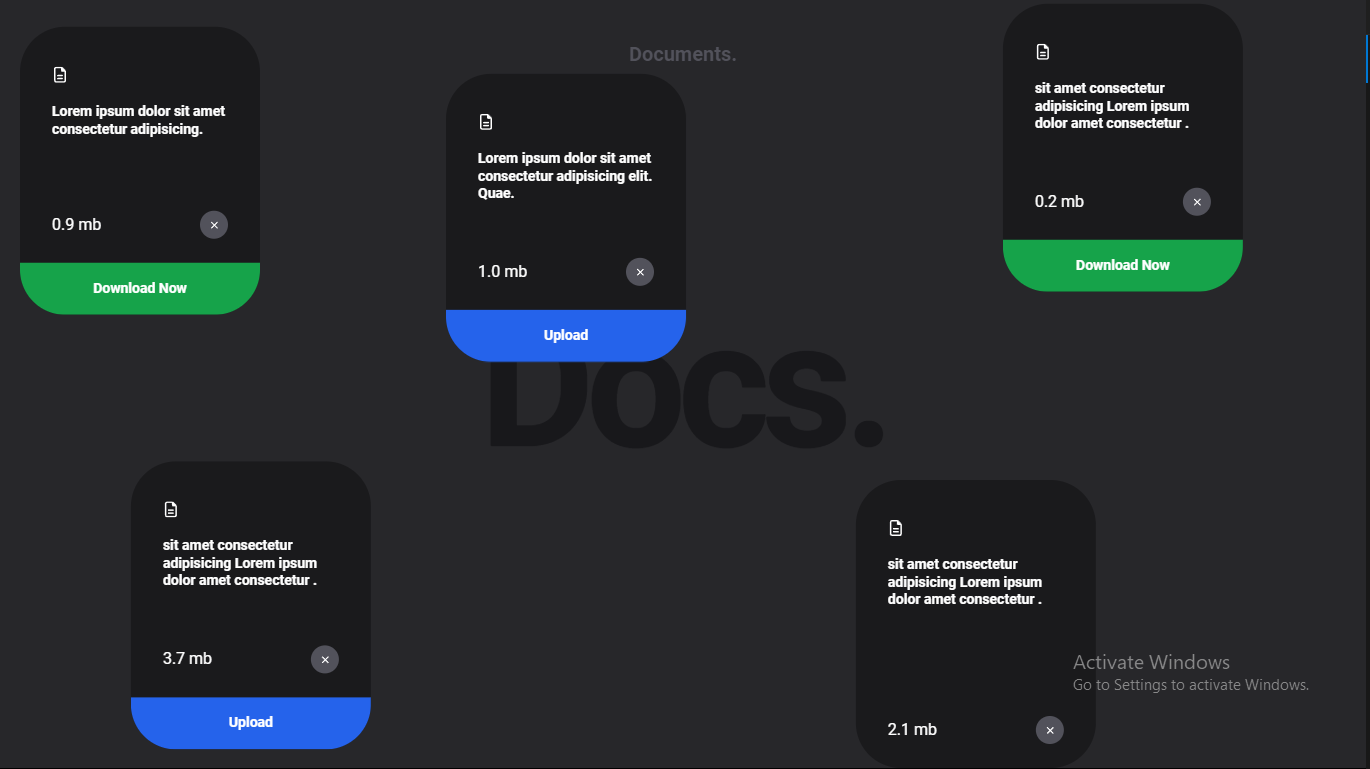 Documents.
Lorem ipsum dolor sit amet
consectetur adipisicing.
0.9 mb
Download Now
Lorem ipsum dolor sit amet
consectetur adipisicing elit.
Quae.
1.0 mb
Upload
sit amet consectetur
adipisicing Lorem ipsum
dolor amet consectetur .
0.2 mb
Download Now
Docs.
sit amet consectetur
adipisicing Lorem ipsum
dolor amet consectetur .
3.7 mb
Upload
sit amet consectetur
adipisicing Lorem ipsum
dolor amet consectetur .
2.1 mb
Activate Windows
Go to Settings to activate Windows.